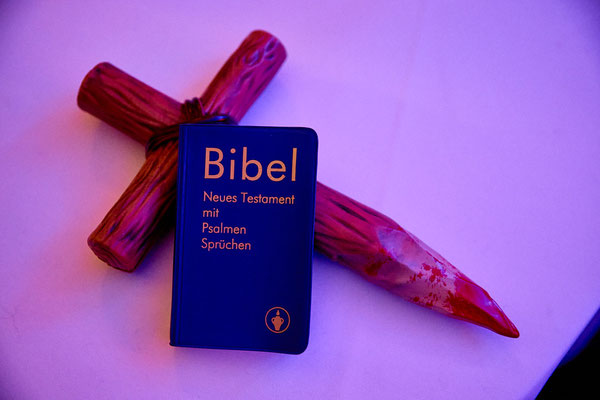 Bibel
Neues Testament
mit
Psalmen
Sprüchen